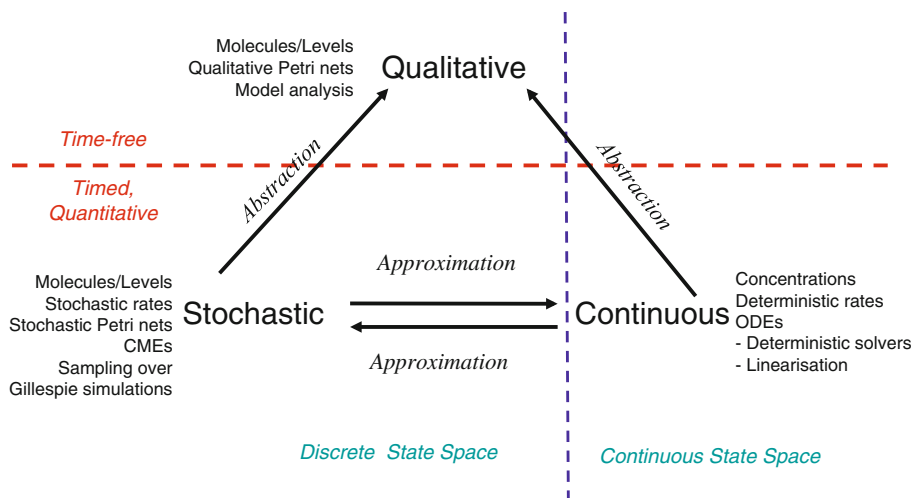 Molecules/Levels
Qualitative Petri nets
Model analysis
Qualitative
Time-free
Timed,
Quantitative
Abstraction
Abstraction
Molecules/Levels
Stochastic rates
Stochastic Petri nets
CMEs
Sampling over
Gillespie simulations
Stochastic
Approximation
Approximation
Continuous
Concentrations
Deterministic rates
ODEs
- Deterministic solvers
- Linearisation
Discrete State Space
Continuous State Space